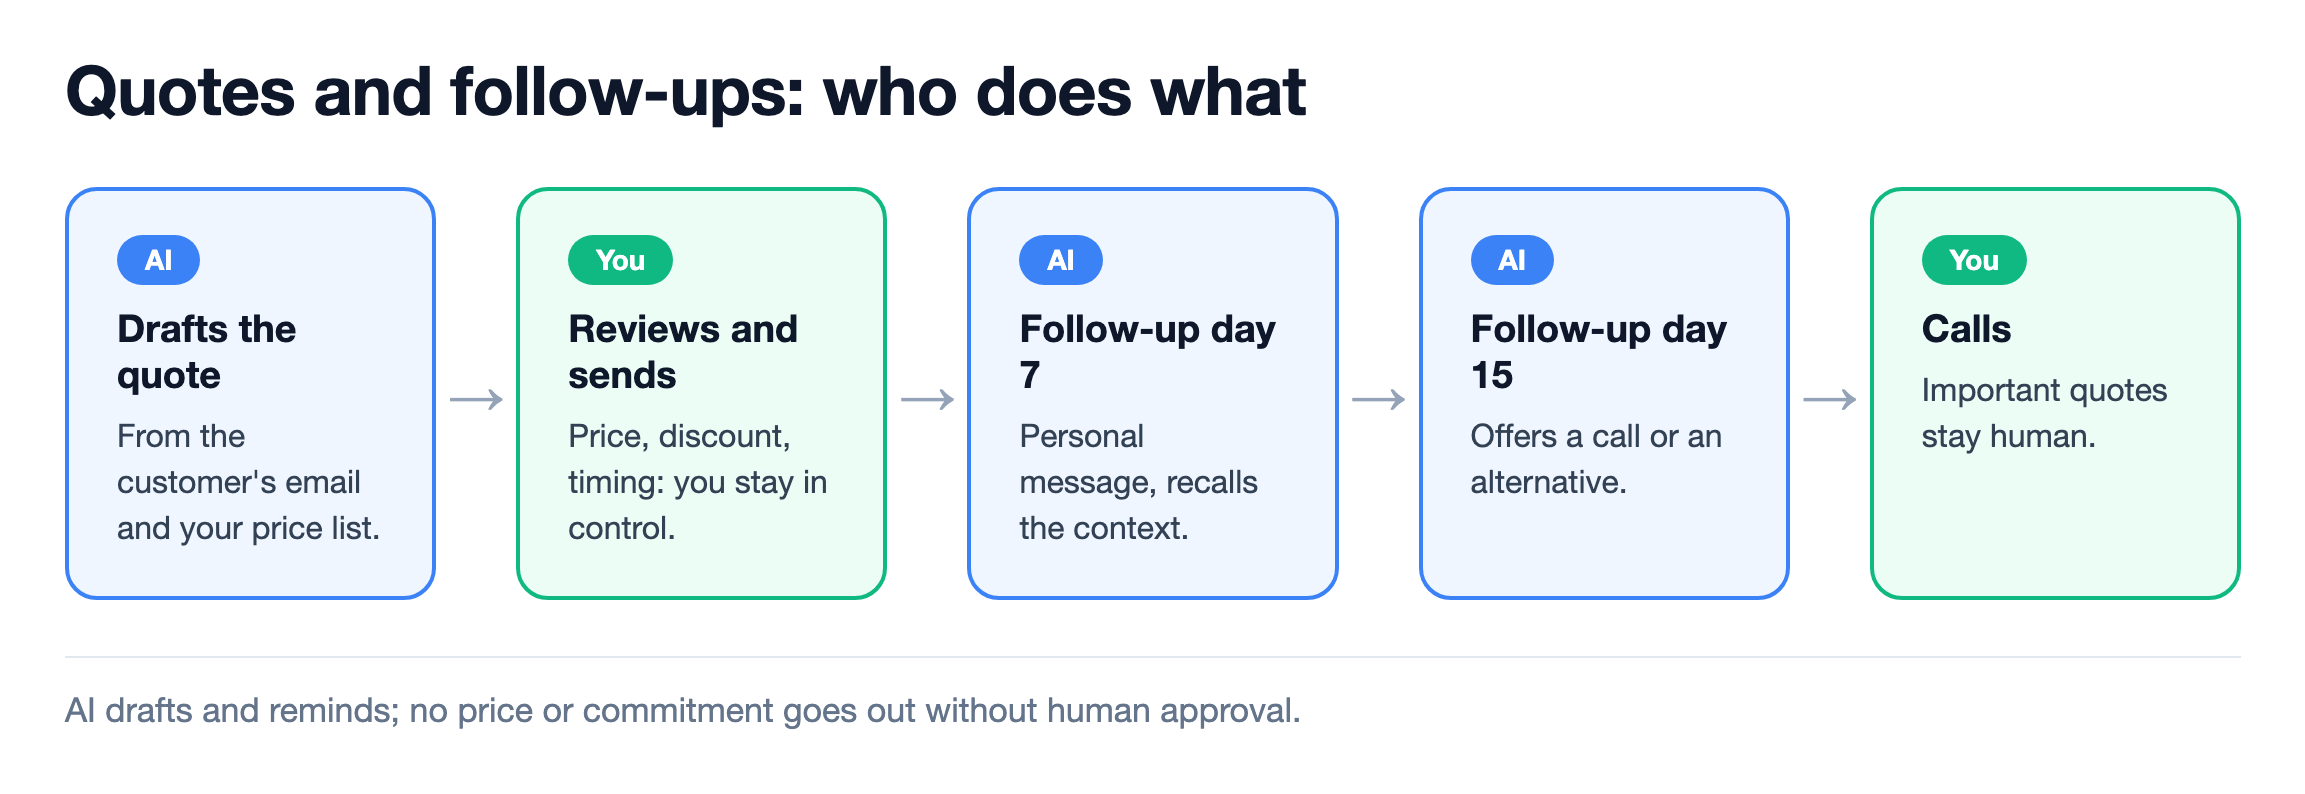 Quotes and follow-ups: who does what
AI
Drafts the
quote
From the
customer's email
and your price list.
→
You
Reviews and
sends
Price, discount,
timing: you stay in
control.
→
AI
Follow-up day
7
Personal
message, recalls
the context.
→
AI
Follow-up day
15
Offers a call or an
alternative.
→
You
Calls
Important quotes
stay human.
AI drafts and reminds; no price or commitment goes out without human approval.